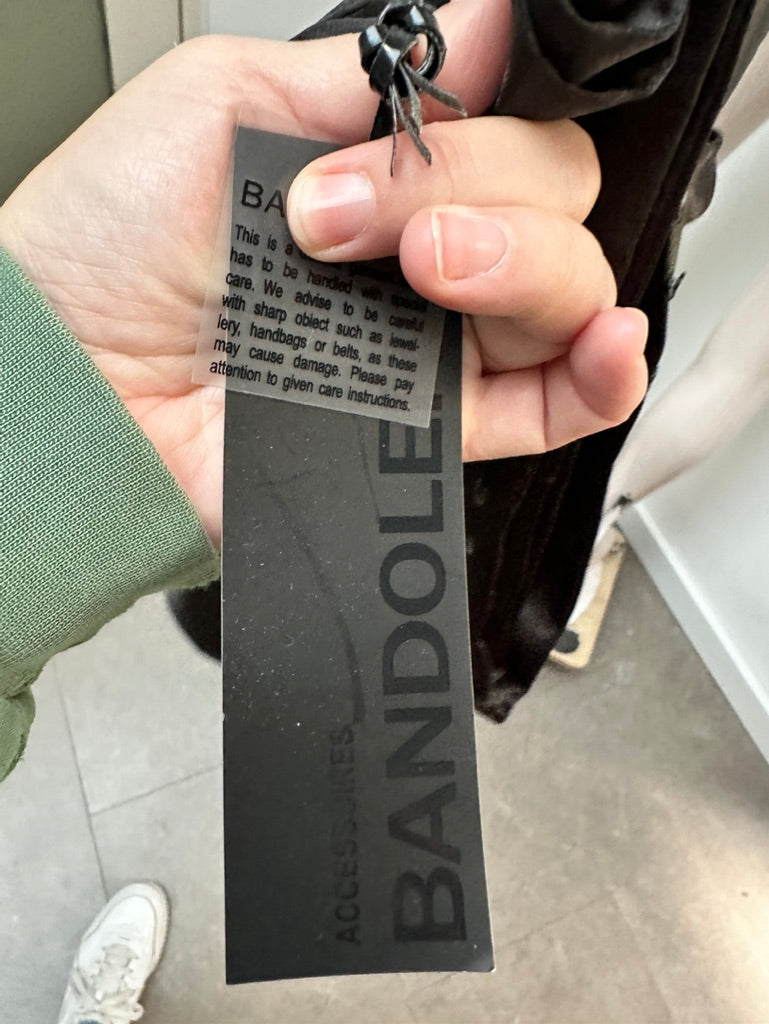 BA
This is a
has to be handled with special
care. We advise to be careful
with sharp object such as jewel-
lery, handbags or belts, as these
may cause damage. Please pay
attention to given care instructions.
ACCESSOIRES
BANDOLE